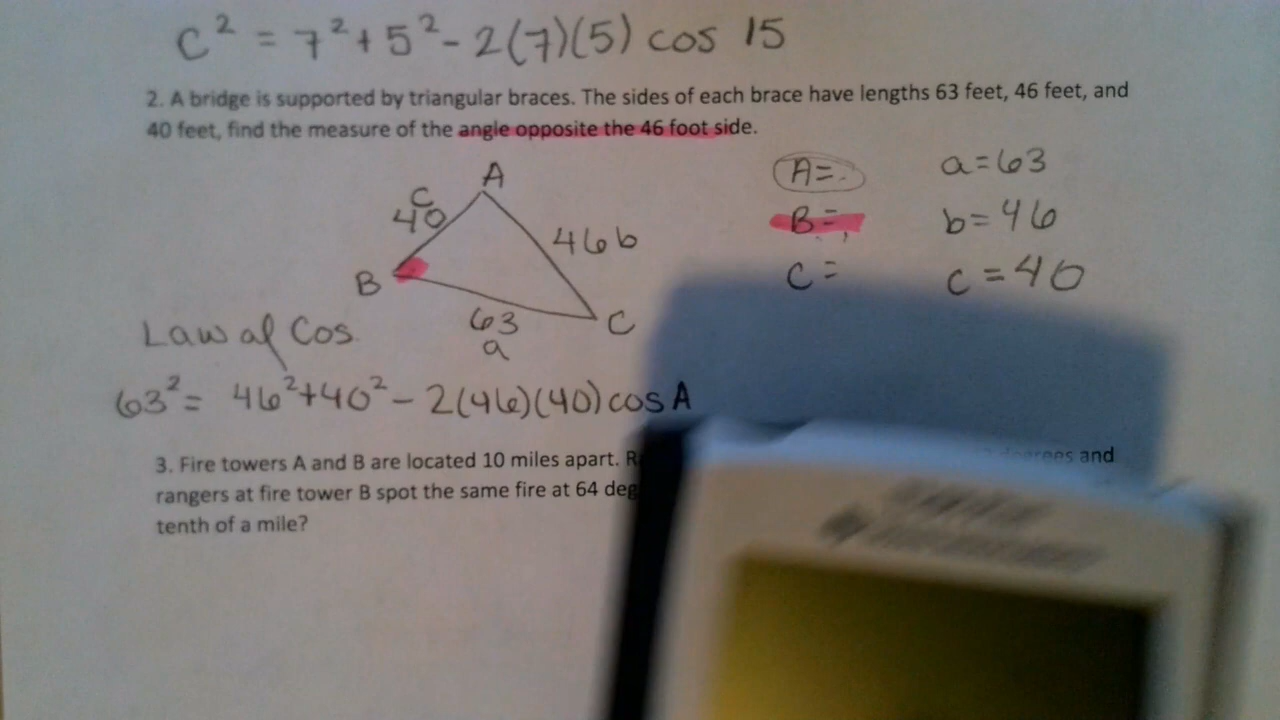 C² = 7² + 5² - 2(7)(5) cos 15
2. A bridge is supported by triangular braces. The sides of each brace have lengths 63 feet, 46 feet, and
40 feet, find the measure of the angle opposite the 46 foot side.
A
c
40
46 b
B
63
a
C
A=
a=63
B=
b=46
C=
c=40
Law of Cos.
63² = 46²+40² - 2(46)(40) cos A
3. Fire towers A and B are located 10 miles apart. degrees and
rangers at fire tower B spot the same fire at 64
tenth of a mile?